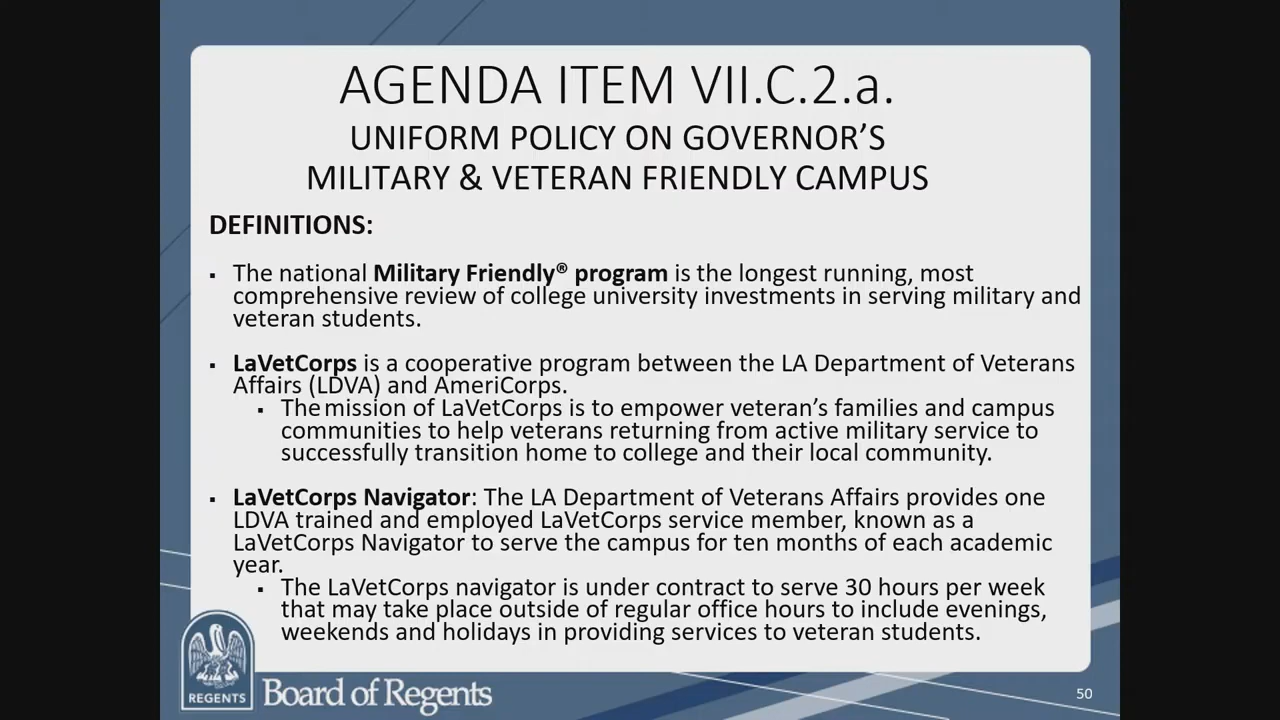 AGENDA ITEM VII.C.2.a.
UNIFORM POLICY ON GOVERNOR’S
MILITARY & VETERAN FRIENDLY CAMPUS
DEFINITIONS:
▪ The national Military Friendly® program is the longest running, most
comprehensive review of college university investments in serving military and
veteran students.
▪ LaVetCorps is a cooperative program between the LA Department of Veterans
Affairs (LDVA) and AmeriCorps.
▪ The mission of LaVetCorps is to empower veteran’s families and campus
communities to help veterans returning from active military service to
successfully transition home to college and their local community.
▪ LaVetCorps Navigator: The LA Department of Veterans Affairs provides one
LDVA trained and employed LaVetCorps service member, known as a
LaVetCorps Navigator to serve the campus for ten months of each academic
year.
▪ The LaVetCorps navigator is under contract to serve 30 hours per week
that may take place outside of regular office hours to include evenings,
weekends and holidays in providing services to veteran students.
REGENTS
Board of Regents
50